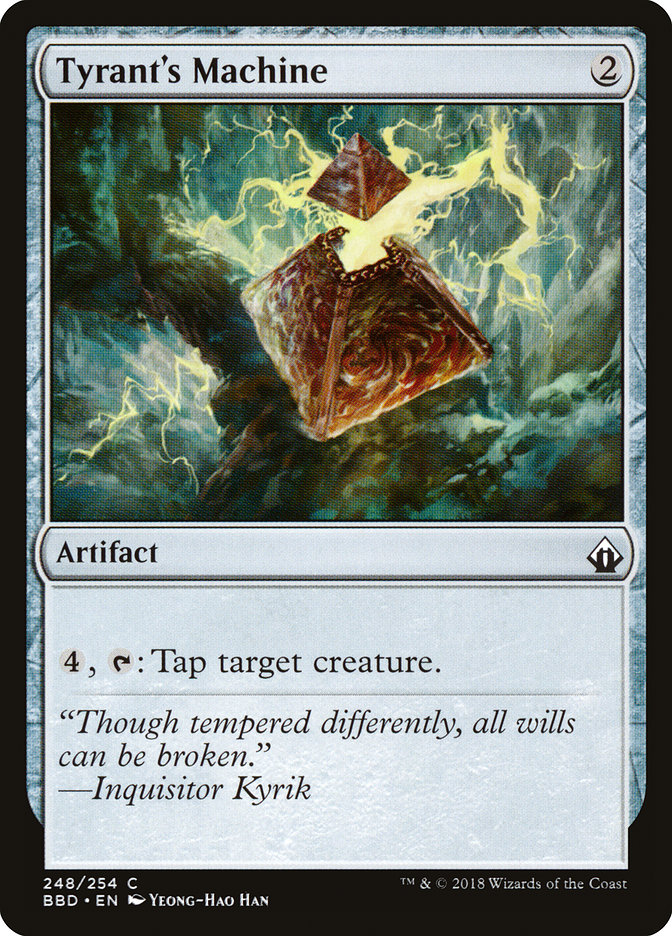 Tyrant's Machine 2
Artifact
4, : Tap target creature.
“Though tempered differently, all wills
can be broken.”
—Inquisitor Kyrik
248/254 C
™ & © 2018 Wizards of the Coast
BBD • EN Yeong-Hao Han